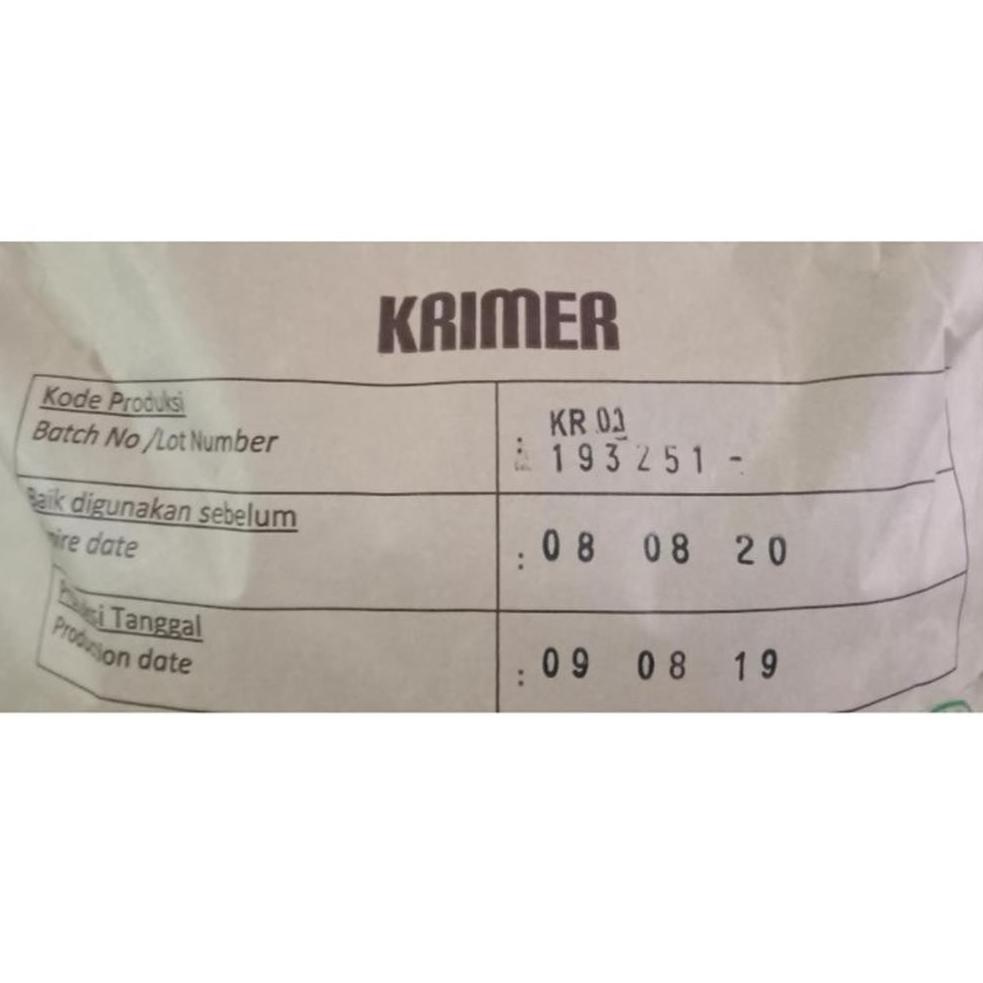 KRIMER
Kode Produksi
Batch No /Lot Number
: KR 01
193251 -
Baik digunakan sebelum
date
: 08 08 20
Tanggal
Production date
: 09 08 19